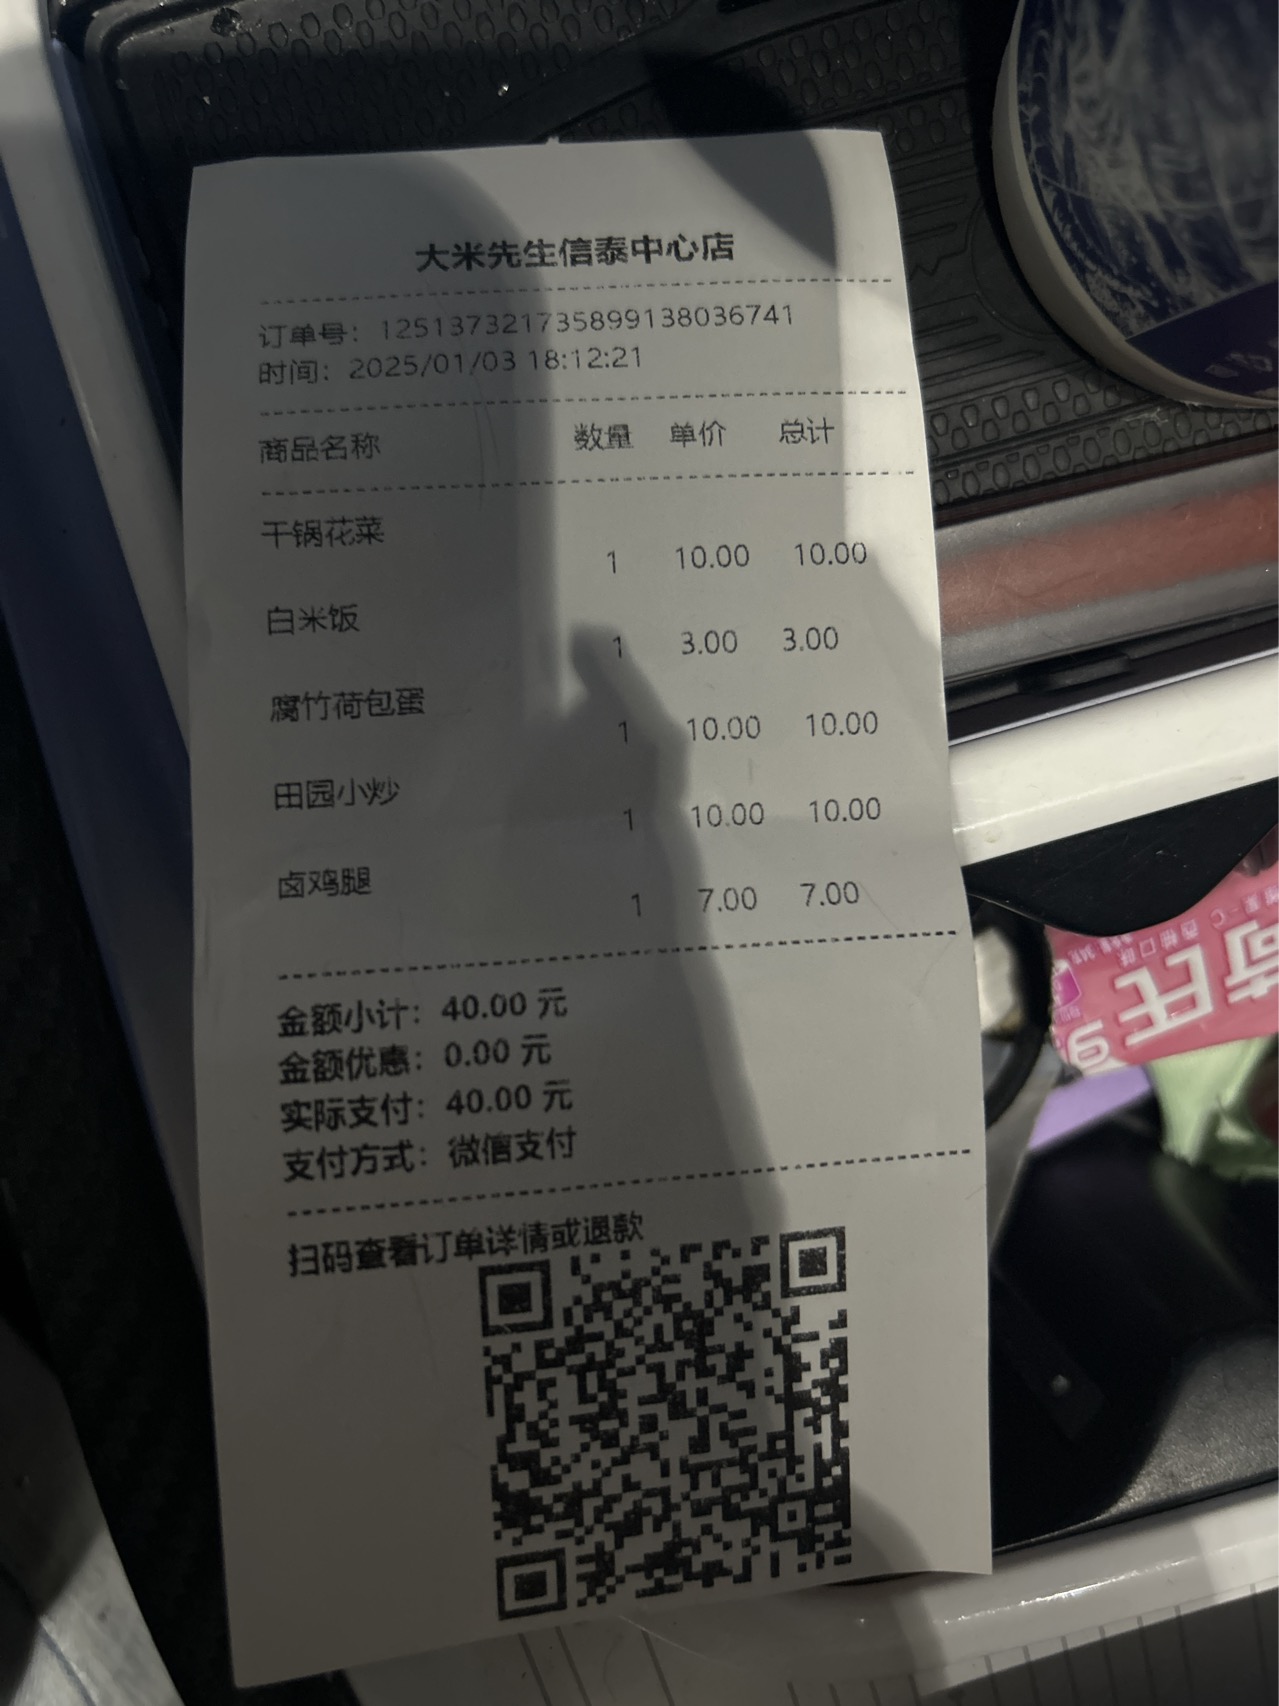 大米先生信泰中心店
订单号：1251373217358991380​36741
时间：2025/01/03 18:12:21
商品名称 数量 单价 总计
干锅花菜
1 10.00 10.00
白米饭
1 3.00 3.00
腐竹荷包蛋
1 10.00 10.00
田园小炒
1 10.00 10.00
卤鸡腿
1 7.00 7.00
金额小计：40.00 元
金额优惠：0.00 元
实际支付：40.00 元
支付方式：微信支付
扫码查看订单详情或退款